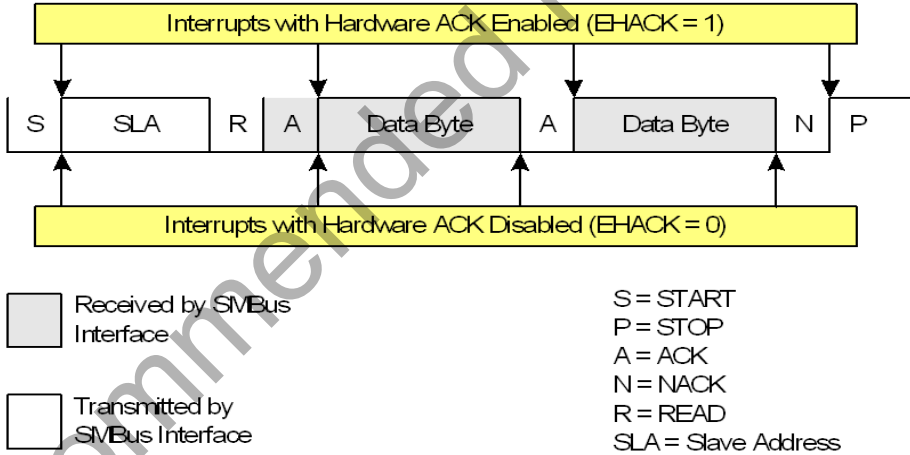 Interrupts with Hardware ACK Enabled (EHACK = 1)
S SLA R A Data Byte A Data Byte N P
Interrupts with Hardware ACK Disabled (EHACK = 0)
Received by SMBus
Interface
Transmitted by
SMBus Interface
S = START
P = STOP
A = ACK
N = NACK
R = READ
SLA = Slave Address
ommended